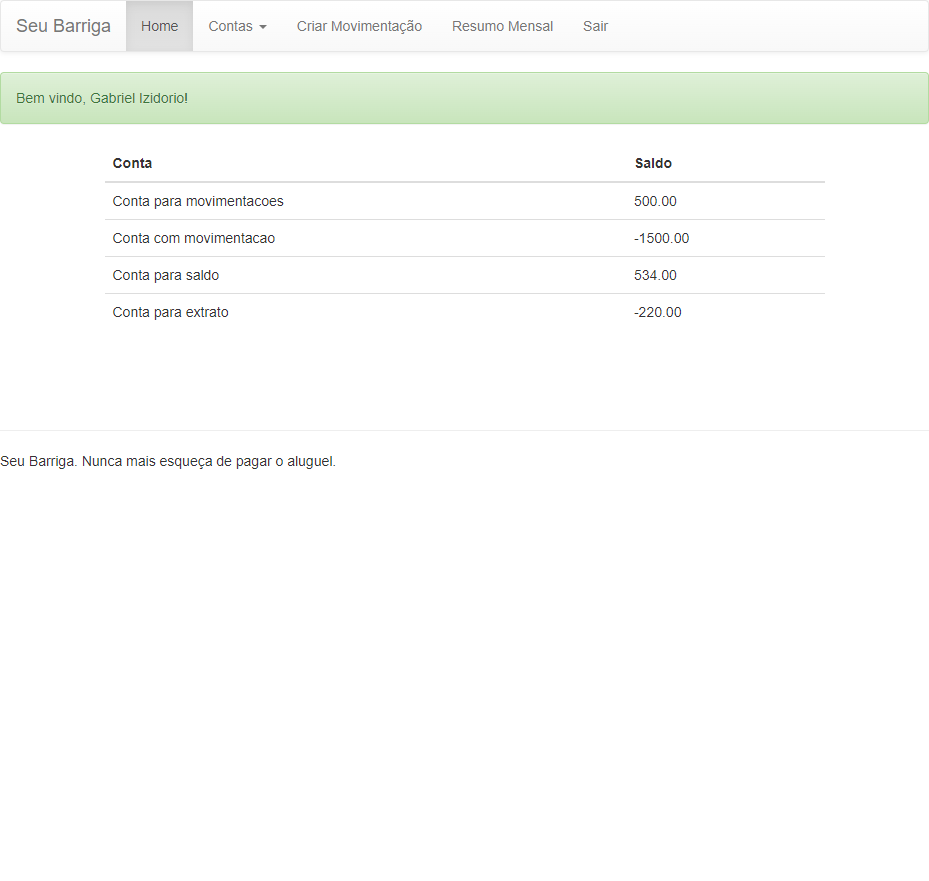 Seu Barriga Home Contas Criar Movimentação Resumo Mensal Sair
Bem vindo, Gabriel Izidorio!
Conta Saldo
Conta para movimentacoes 500.00
Conta com movimentacao -1500.00
Conta para saldo 534.00
Conta para extrato -220.00
Seu Barriga. Nunca mais esqueça de pagar o aluguel.